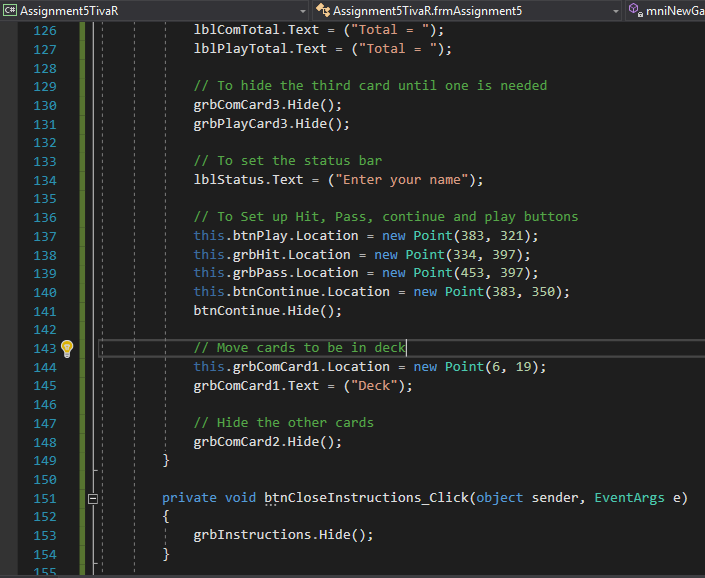 C# Assignment5TivaR Assignment5TivaR.frmAssignment5 mniNewGa
126 lblComTotal.Text = ("Total = ");
127 lblPlayTotal.Text = ("Total = ");
128
129 // To hide the third card until one is needed
130 grbComCard3.Hide();
131 grbPlayCard3.Hide();
132
133 // To set the status bar
134 lblStatus.Text = ("Enter your name");
135
136 // To Set up Hit, Pass, continue and play buttons
137 this.btnPlay.Location = new Point(383, 321);
138 this.grbHit.Location = new Point(334, 397);
139 this.grbPass.Location = new Point(453, 397);
140 this.btnContinue.Location = new Point(383, 350);
141 btnContinue.Hide();
142
143 // Move cards to be in deck
144 this.grbComCard1.Location = new Point(6, 19);
145 grbComCard1.Text = ("Deck");
146
147 // Hide the other cards
148 grbComCard2.Hide();
149 }
150
151 private void btnCloseInstructions_Click(object sender, EventArgs e)
152 {
153 grbInstructions.Hide();
154 }
155